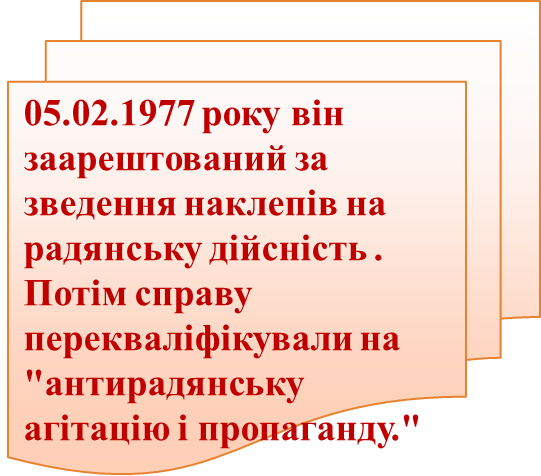 05.02.1977 року він
заарештований за
зведення наклепів на
радянську дійсність .
Потім справу
перекваліфікували на
"антирадянську
агітацію і пропаганду."